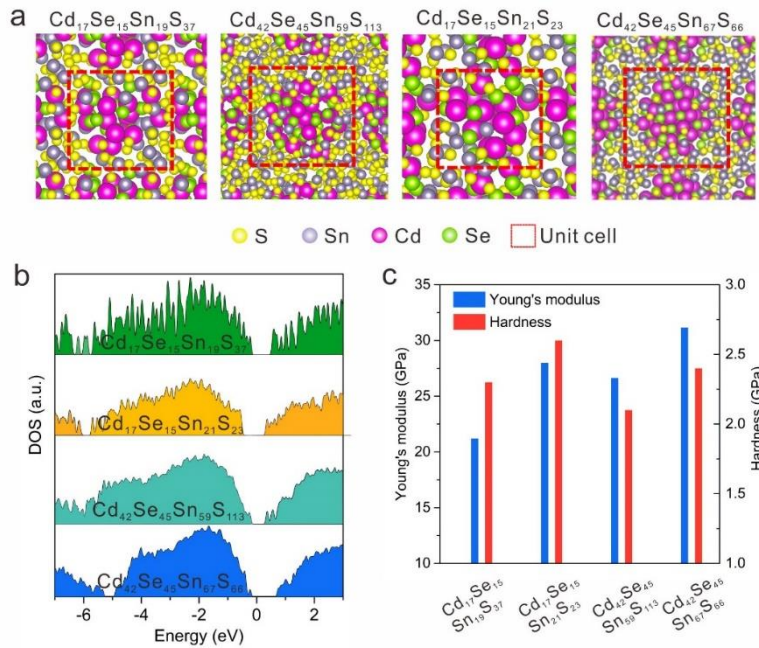 a
Cd₁₇Se₁₅Sn₁₉S₃₇ Cd₄₂Se₄₅Sn₅₉S₁₁₃ Cd₁₇Se₁₅Sn₂₁S₂₃ Cd₄₂Se₄₅Sn₆₇S₆₆
S Sn Cd Se Unit cell
b
DOS (a.u.)
Cd₁₇Se₁₅Sn₁₉S₃₇
Cd₁₇Se₁₅Sn₂₁S₂₃
Cd₄₂Se₄₅Sn₅₉S₁₁₃
Cd₄₂Se₄₅Sn₆₇S₆₆
-6 -4 -2 0 2
Energy (eV)
c
Young's modulus
Hardness
Young's modulus (GPa)
35
30
25
20
15
10
3.0
2.5
2.0
1.5
1.0
Hardness (GPa)
Cd₁₇Se₁₅
Sn₁₉S₃₇
Cd₁₇Se₁₅
Sn₂₁S₂₃
Cd₄₂Se₄₅
Sn₅₉S₁₁₃
Cd₄₂Se₄₅
Sn₆₇S₆₆